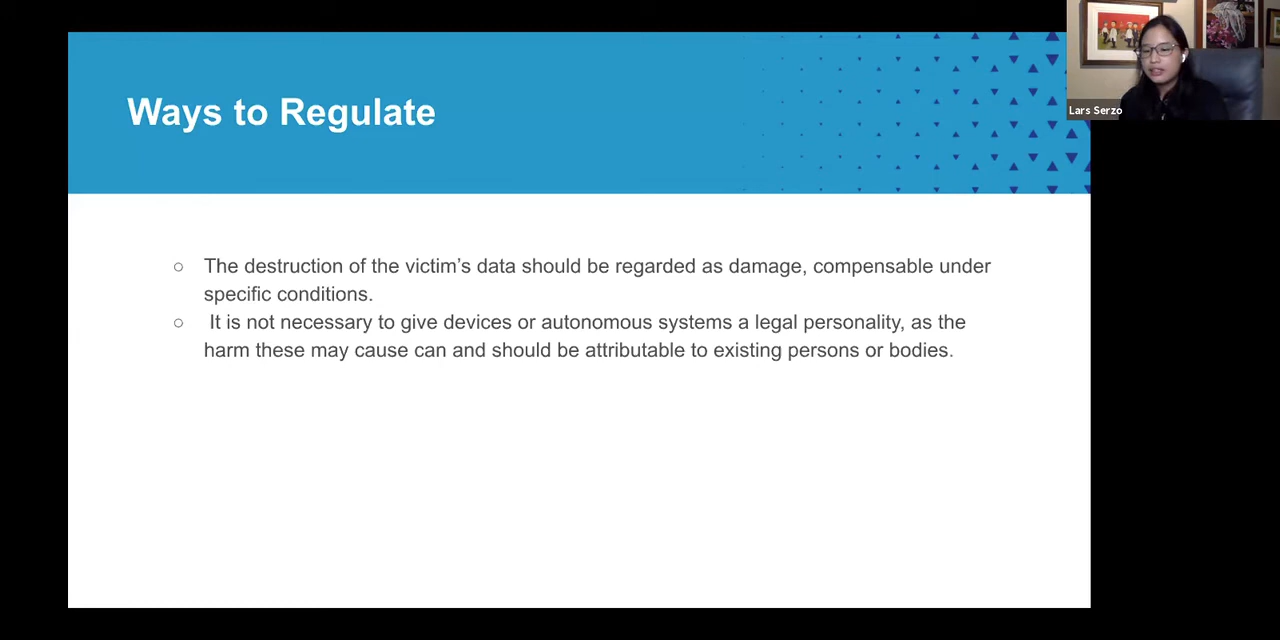 Ways to Regulate
Lars Serzo
○ The destruction of the victim’s data should be regarded as damage, compensable under
specific conditions.
○ It is not necessary to give devices or autonomous systems a legal personality, as the
harm these may cause can and should be attributable to existing persons or bodies.